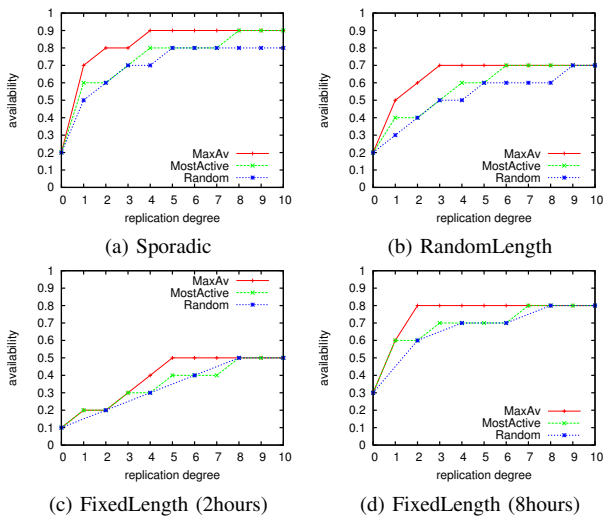 1
0.9
0.8
0.7
0.6
0.5
0.4
0.3
0.2
0.1
0
availability
MaxAv
MostActive
Random
0 1 2 3 4 5 6 7 8 9 10
replication degree
(a) Sporadic
1
0.9
0.8
0.7
0.6
0.5
0.4
0.3
0.2
0.1
0
availability
MaxAv
MostActive
Random
0 1 2 3 4 5 6 7 8 9 10
replication degree
(b) RandomLength
1
0.9
0.8
0.7
0.6
0.5
0.4
0.3
0.2
0.1
0
availability
MaxAv
MostActive
Random
0 1 2 3 4 5 6 7 8 9 10
replication degree
(c) FixedLength (2hours)
1
0.9
0.8
0.7
0.6
0.5
0.4
0.3
0.2
0.1
0
availability
MaxAv
MostActive
Random
0 1 2 3 4 5 6 7 8 9 10
replication degree
(d) FixedLength (8hours)